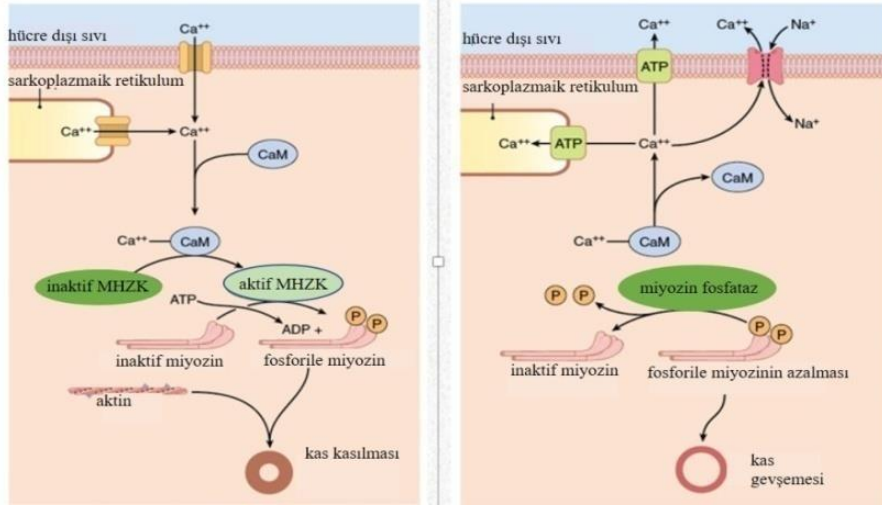 Ca⁺⁺
hücre dışı sıvı
sarkoplazmaik retikulum
Ca⁺⁺
Ca⁺⁺
CaM
Ca⁺⁺
CaM
inaktif MHZK
aktif MHZK
ATP
ADP +
P
P
inaktif miyozin
fosforile miyozin
aktin
kas kasılması
Ca⁺⁺
Ca⁺⁺
Na⁺
hücre dışı sıvı
ATP
sarkoplazmaik retikulum
Na⁺
Ca⁺⁺
ATP
Ca⁺⁺
CaM
Ca⁺⁺
CaM
miyozin fosfataz
P
P
P
P
inaktif miyozin
fosforile miyozinin azalması
kas
gevşemesi